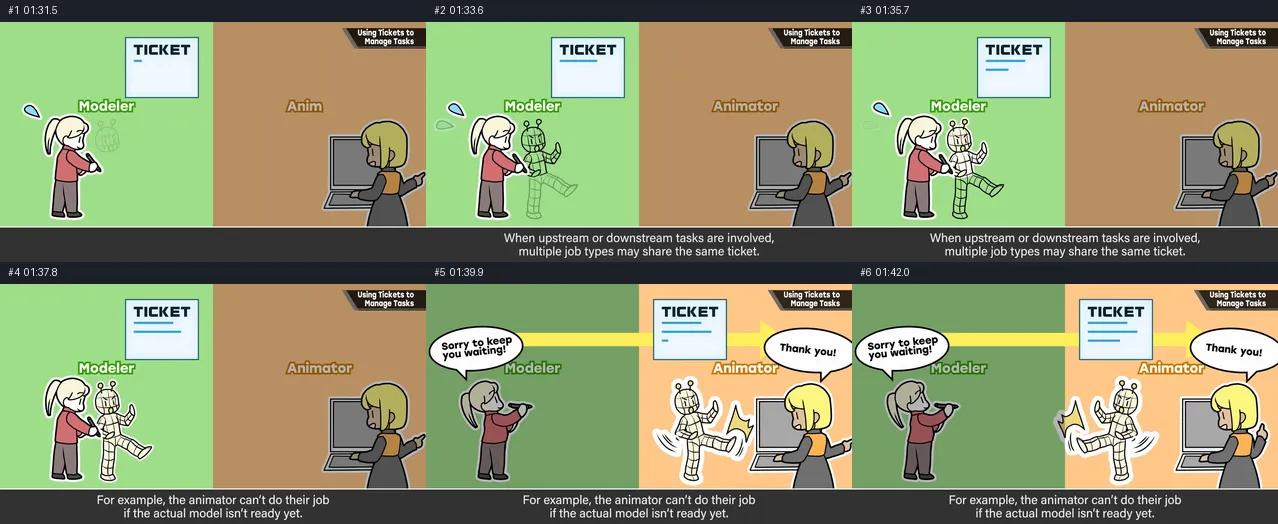 #1 01:31.5
Using Tickets to
Manage Tasks
TICKET
Modeler
Anim
#2 01:33.6
Using Tickets to
Manage Tasks
TICKET
Modeler
Animator
When upstream or downstream tasks are involved,
multiple job types may share the same ticket.
#3 01:35.7
Using Tickets to
Manage Tasks
TICKET
Modeler
Animator
When upstream or downstream tasks are involved,
multiple job types may share the same ticket.
#4 01:37.8
Using Tickets to
Manage Tasks
TICKET
Modeler
Animator
For example, the animator can't do their job
if the actual model isn't ready yet.
#5 01:39.9
Using Tickets to
Manage Tasks
TICKET
Sorry to keep
you waiting!
Thank you!
Modeler
Animator
For example, the animator can't do their job
if the actual model isn't ready yet.
#6 01:42.0
Using Tickets to
Manage Tasks
TICKET
Sorry to keep
you waiting!
Thank you!
Modeler
Animator
For example, the animator can't do their job
if the actual model isn't ready yet.